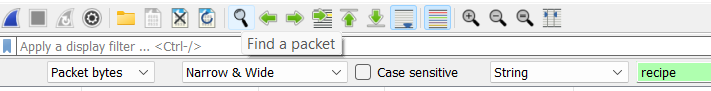 Apply a display filter ... <Ctrl-/>
Find a packet
Packet bytes Narrow & Wide Case sensitive String recipe